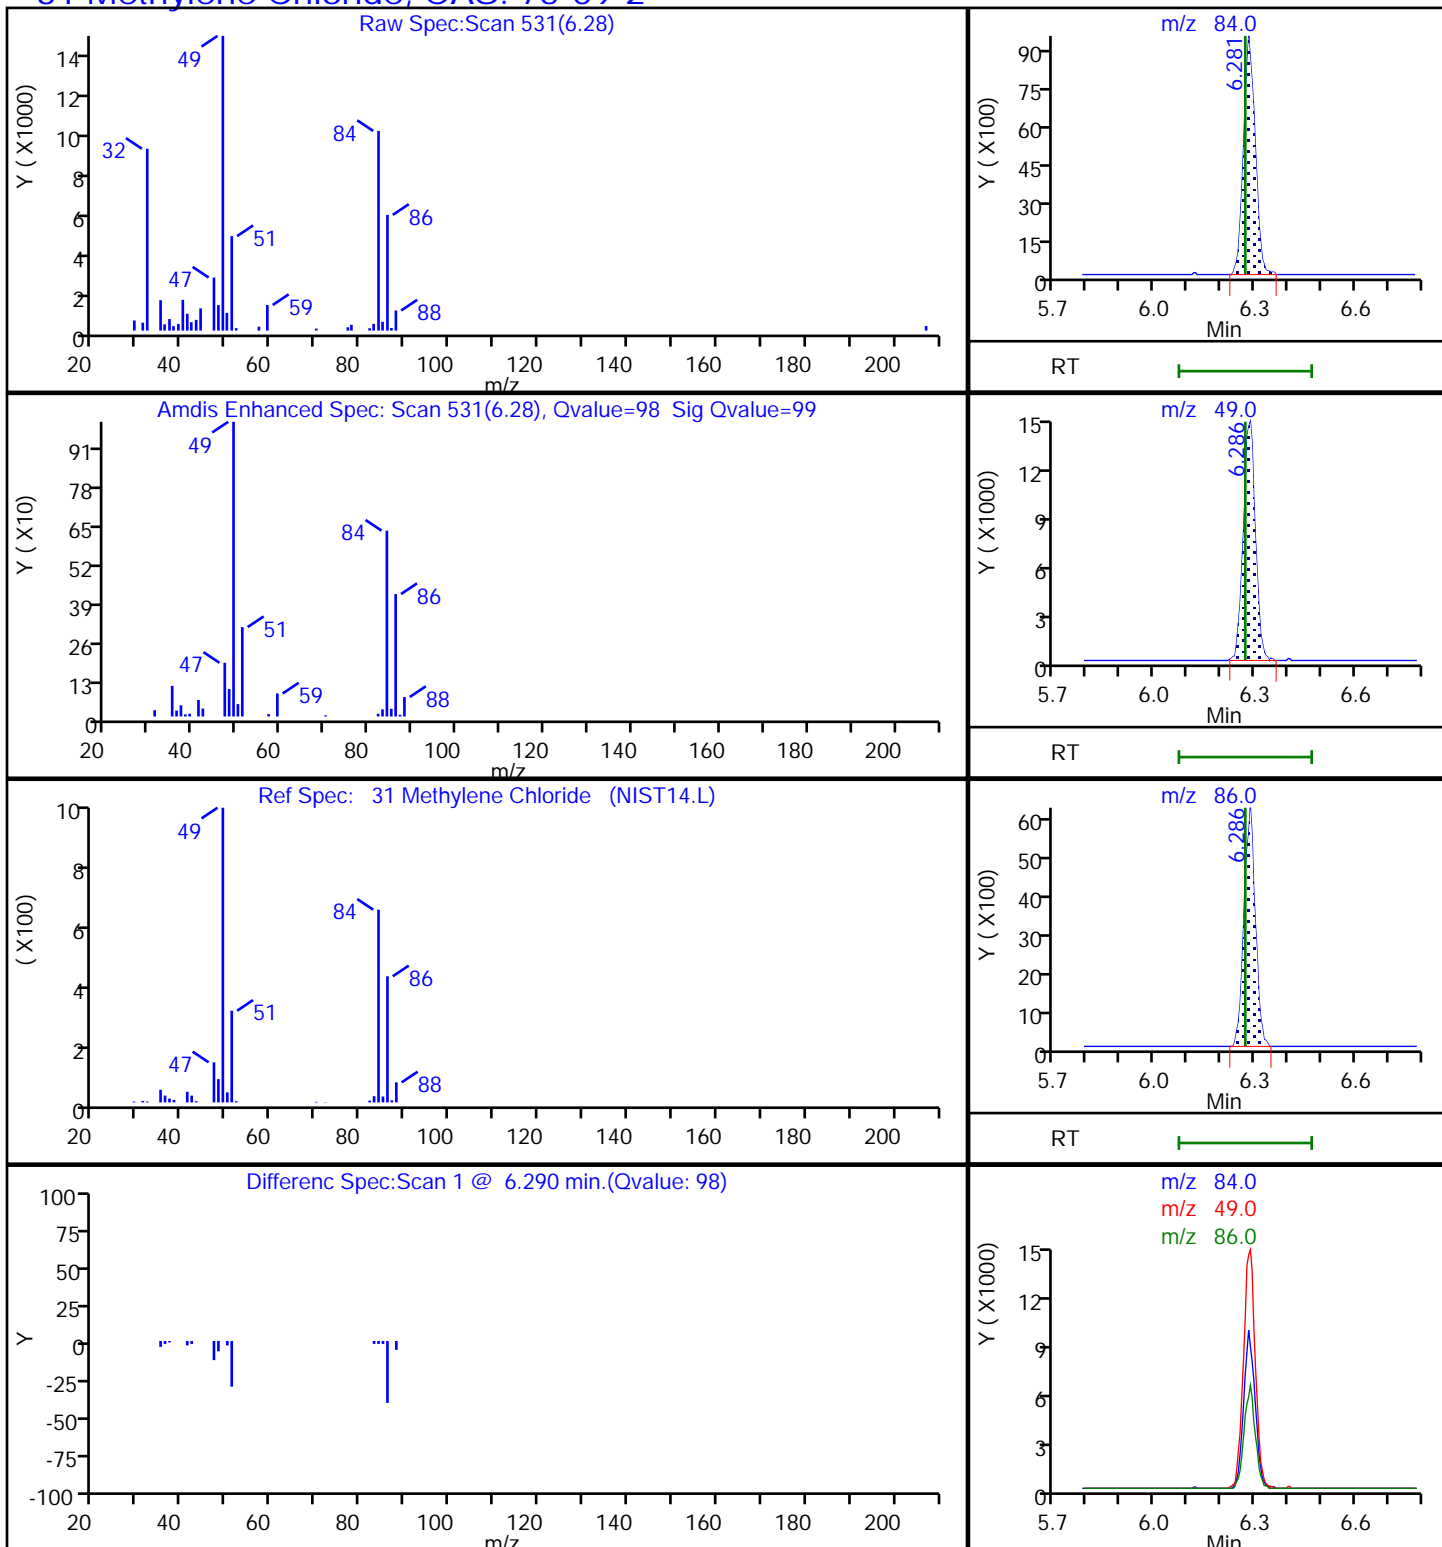 31 Methylene Chloride, CAS: 75-09-2
Raw Spec:Scan 531(6.28)
Y ( X1000)
14
12
10
8
6
4
2
0
49
32
84
86
51
47
59
88
20 40 60 80 100 120 140 160 180 200
m/z
m/z 84.0
Y ( X100)
90
75
60
45
30
15
0
6.281
5.7 6.0 6.3 6.6
Min
RT
Amdis Enhanced Spec: Scan 531(6.28), Qvalue=98 Sig Qvalue=99
Y ( X10)
91
78
65
52
39
26
13
0
49
84
86
51
47
59
88
20 40 60 80 100 120 140 160 180 200
m/z
m/z 49.0
Y ( X1000)
15
12
9
6
3
0
6.286
5.7 6.0 6.3 6.6
Min
RT
Ref Spec: 31 Methylene Chloride (NIST14.L)
( X100)
10
8
6
4
2
0
49
84
86
51
47
88
20 40 60 80 100 120 140 160 180 200
m/z
m/z 86.0
Y ( X100)
60
50
40
30
20
10
0
6.286
5.7 6.0 6.3 6.6
Min
RT
Differenc Spec:Scan 1 @ 6.290 min.(Qvalue: 98)
Y
100
75
50
25
0
-25
-50
-75
-100
20 40 60 80 100 120 140 160 180 200
m/z
m/z 84.0
m/z 49.0
m/z 86.0
Y ( X1000)
15
12
9
6
3
0
5.7 6.0 6.3 6.6
Min